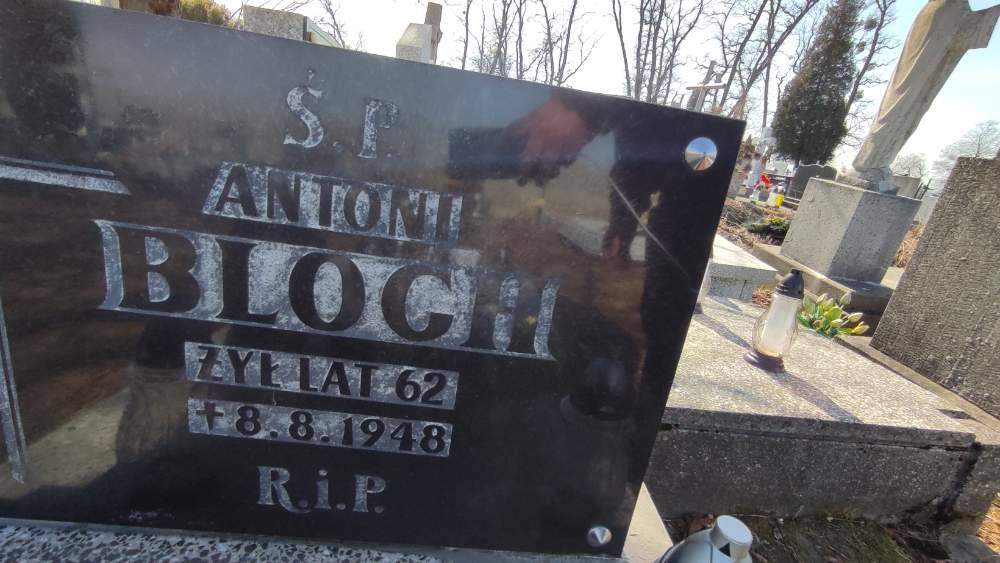 Ś. P.
ANTONI
BLOCH
ŻYŁ LAT 62
+ 8.8.1948
R.i.P.